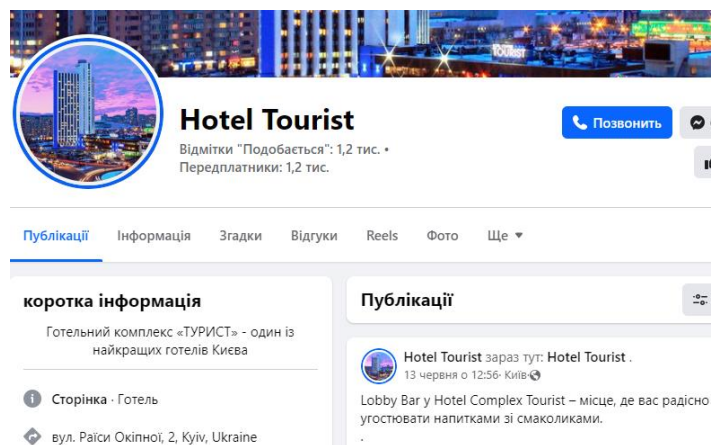 TOURIST
Hotel Tourist
Позвонить
Відмітки "Подобається": 1,2 тис. •
Передплатники: 1,2 тис.
Публікації Інформація Згадки Відгуки Reels Фото Ще
коротка інформація
Готельний комплекс «ТУРИСТ» - один із
найкращих готелів Києва
Сторінка · Готель
вул. Раїси Окіпної, 2, Kyiv, Ukraine
Публікації
Hotel Tourist зараз тут: Hotel Tourist .
13 червня о 12:56· Київ·
Lobby Bar у Hotel Complex Tourist – місце, де вас радісно
угостювати напитками зі смаколиками.
.